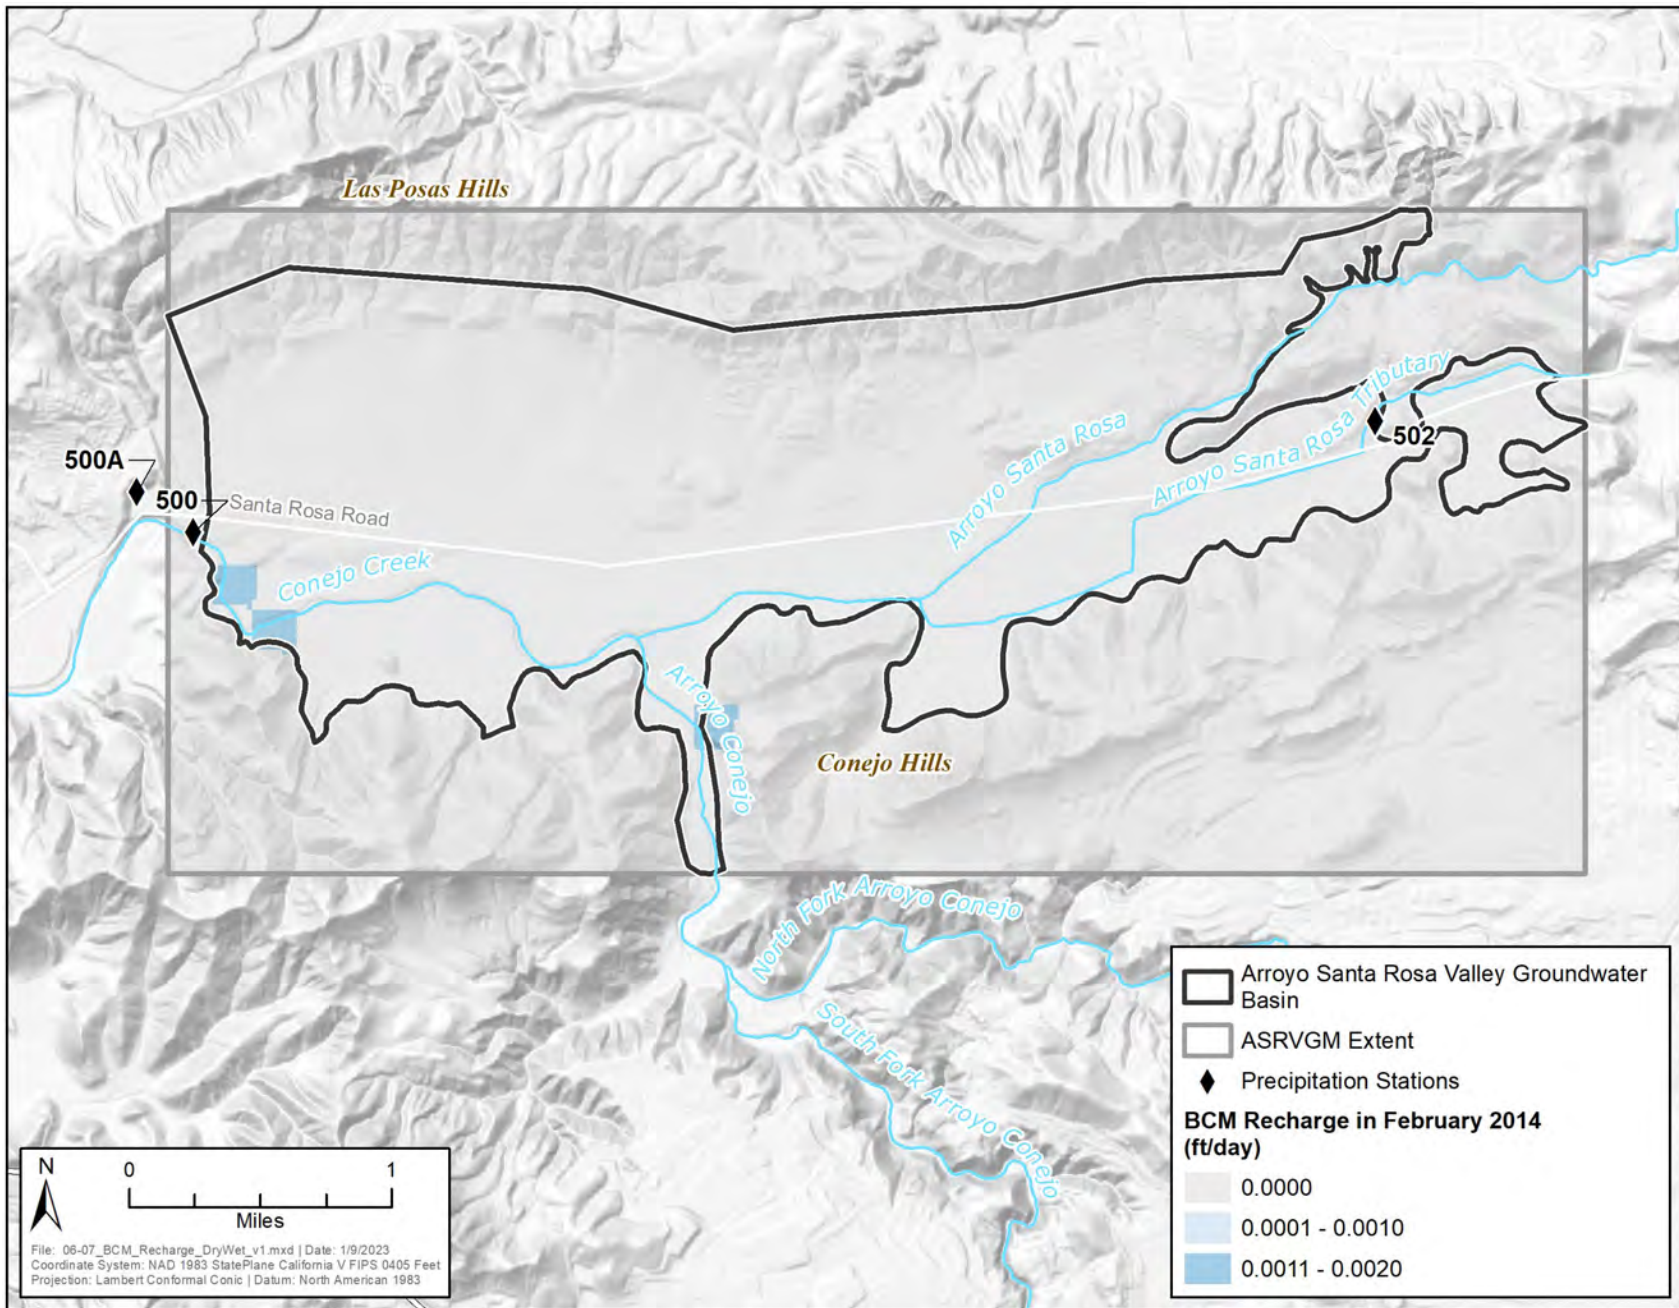 Las Posas Hills
500A
500
Santa Rosa Road
Conejo Creek
Arroyo Santa Rosa
Arroyo Santa Rosa Tributary
502
Arroyo Conejo
Conejo Hills
North Fork Arroyo Conejo
South Fork Arroyo Conejo
Arroyo Santa Rosa Valley Groundwater
Basin
ASRVGM Extent
Precipitation Stations
BCM Recharge in February 2014
(ft/day)
0.0000
0.0001 - 0.0010
0.0011 - 0.0020
N
0 1
Miles
File: 06-07_BCM_Recharge_DryWet_v1.mxd | Date: 1/9/2023
Coordinate System: NAD 1983 StatePlane California V FIPS 0405 Feet
Projection: Lambert Conformal Conic | Datum: North American 1983